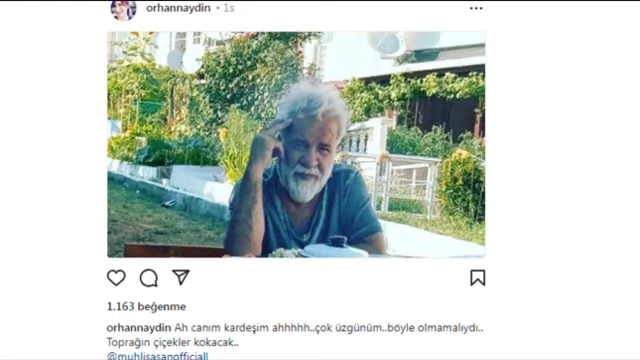 orhannaydin • 1s
1.163 beğenme
orhannaydin Ah canım kardeşim ahhhhh..çok üzgünüm..böyle olmamalıydı..
Toprağın çiçekler kokacak..
@muhlisasanofficiall